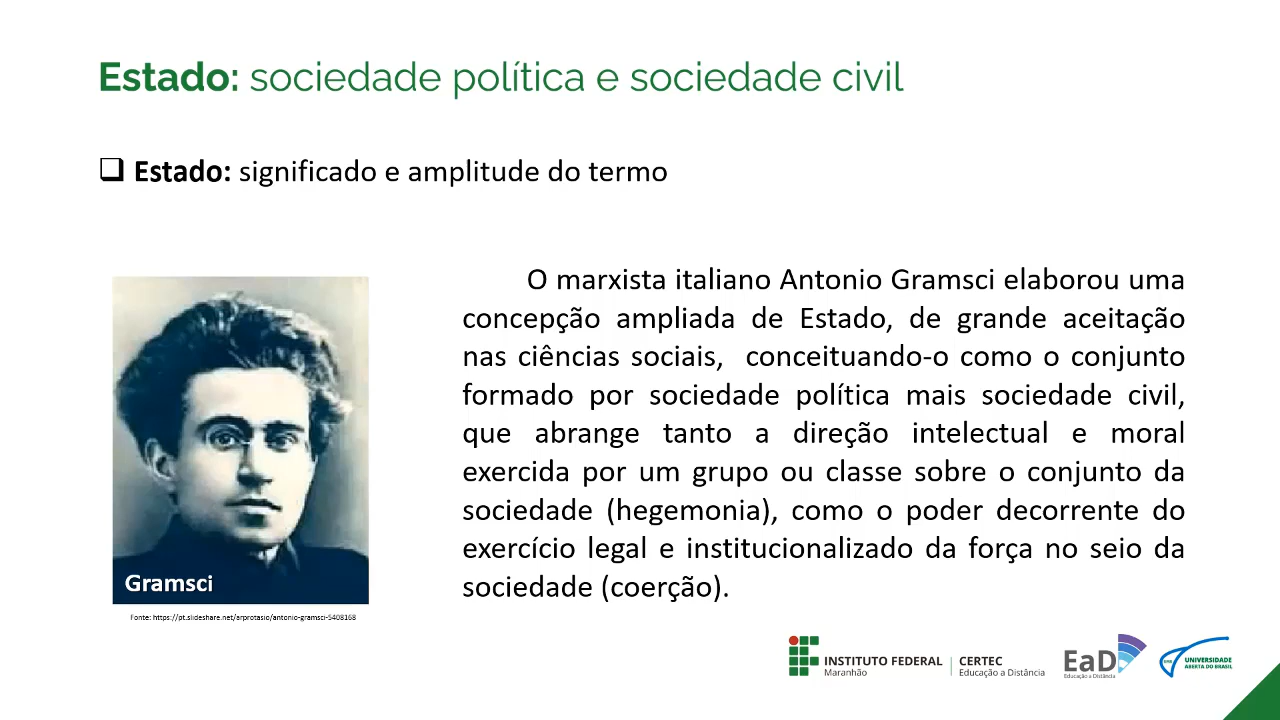 Estado: sociedade política e sociedade civil
❑ Estado: significado e amplitude do termo
O marxista italiano Antonio Gramsci elaborou uma
concepção ampliada de Estado, de grande aceitação
nas ciências sociais, conceituando-o como o conjunto
formado por sociedade política mais sociedade civil,
que abrange tanto a direção intelectual e moral
exercida por um grupo ou classe sobre o conjunto da
sociedade (hegemonia), como o poder decorrente do
exercício legal e institucionalizado da força no seio da
sociedade (coerção).
Gramsci
Fonte: https://pt.slideshare.net/arprotasio/antonio-gramsci-5408168
INSTITUTO FEDERAL
Maranhão
CERTEC
Educação a Distância
EaD
Educação a Distância
UAB
UNIVERSIDADE
ABERTA DO BRASIL